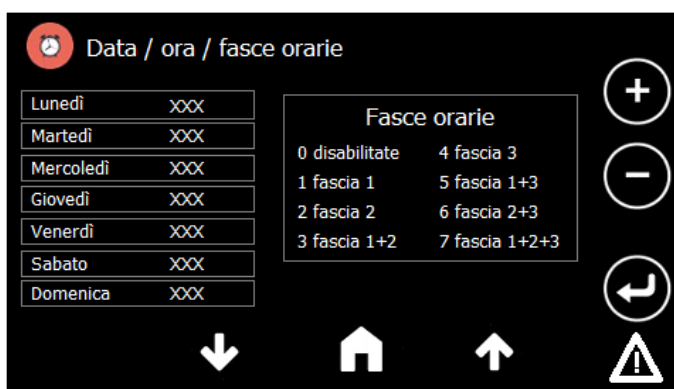 Data / ora / fasce orarie
Lunedì XXX
Martedì XXX
Mercoledì XXX
Giovedì XXX
Venerdì XXX
Sabato XXX
Domenica XXX
Fasce orarie
0 disabilitate 4 fascia 3
1 fascia 1 5 fascia 1+3
2 fascia 2 6 fascia 2+3
3 fascia 1+2 7 fascia 1+2+3